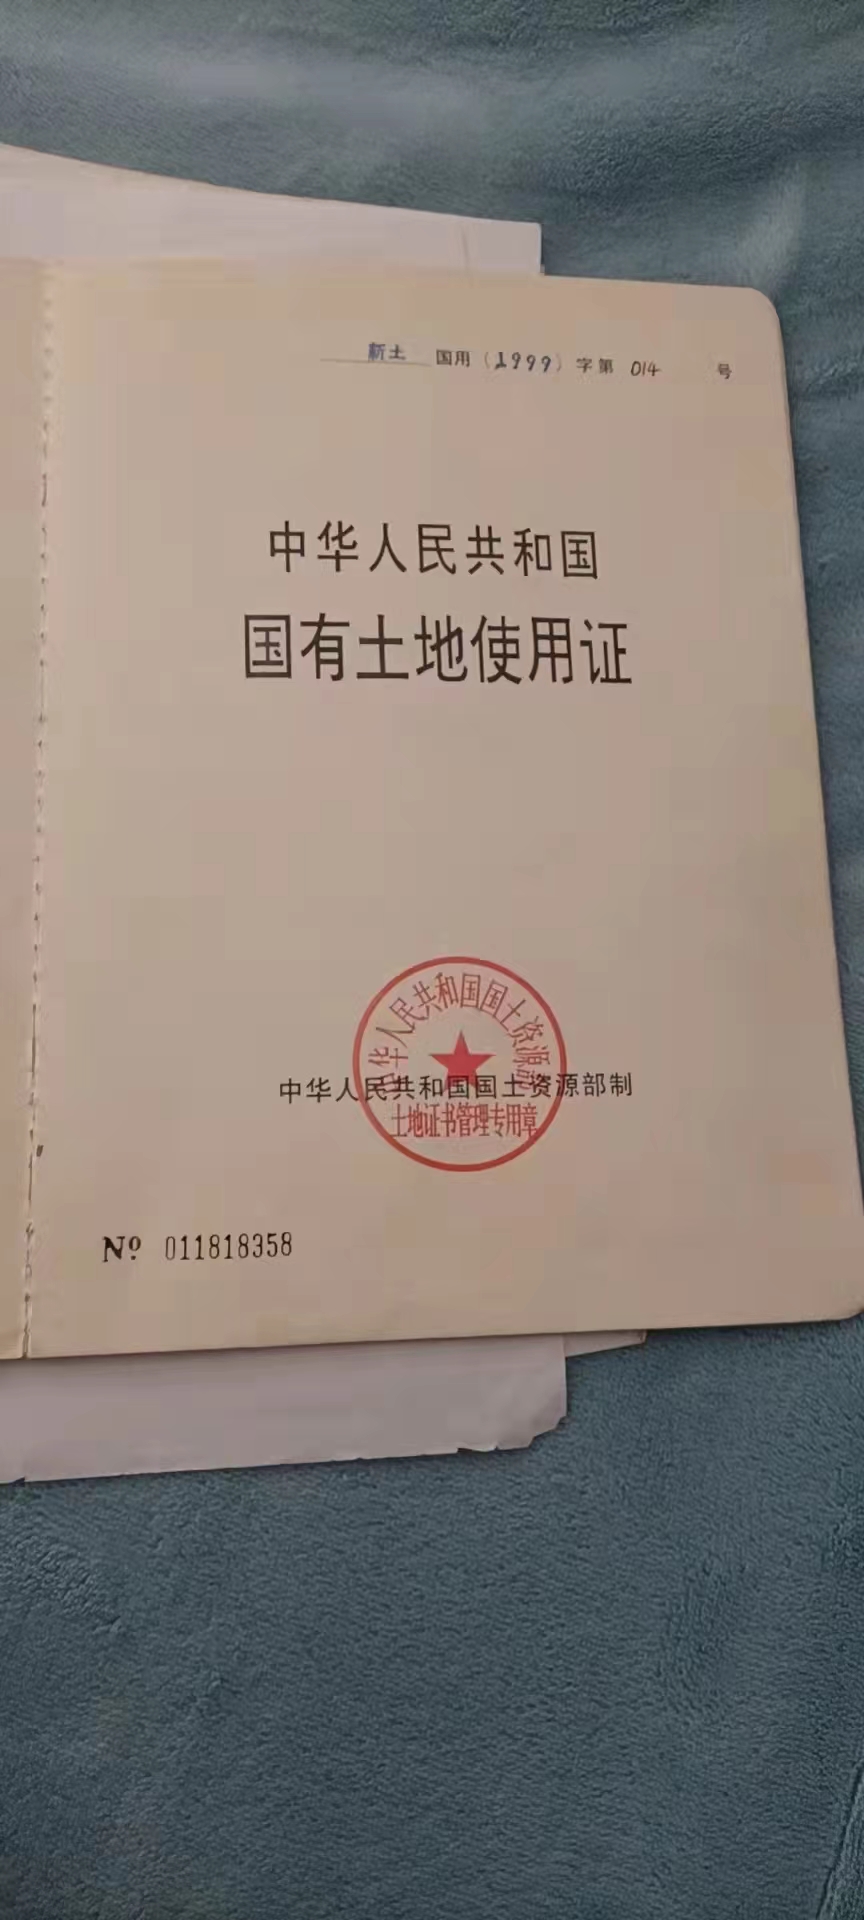 新土 国用（1999）字第 014 号
中华人民共和国
国有土地使用证
中华人民共和国国土资源部
中华人民共和国国土资源部制
土地证书管理专用章
Nº 011818358